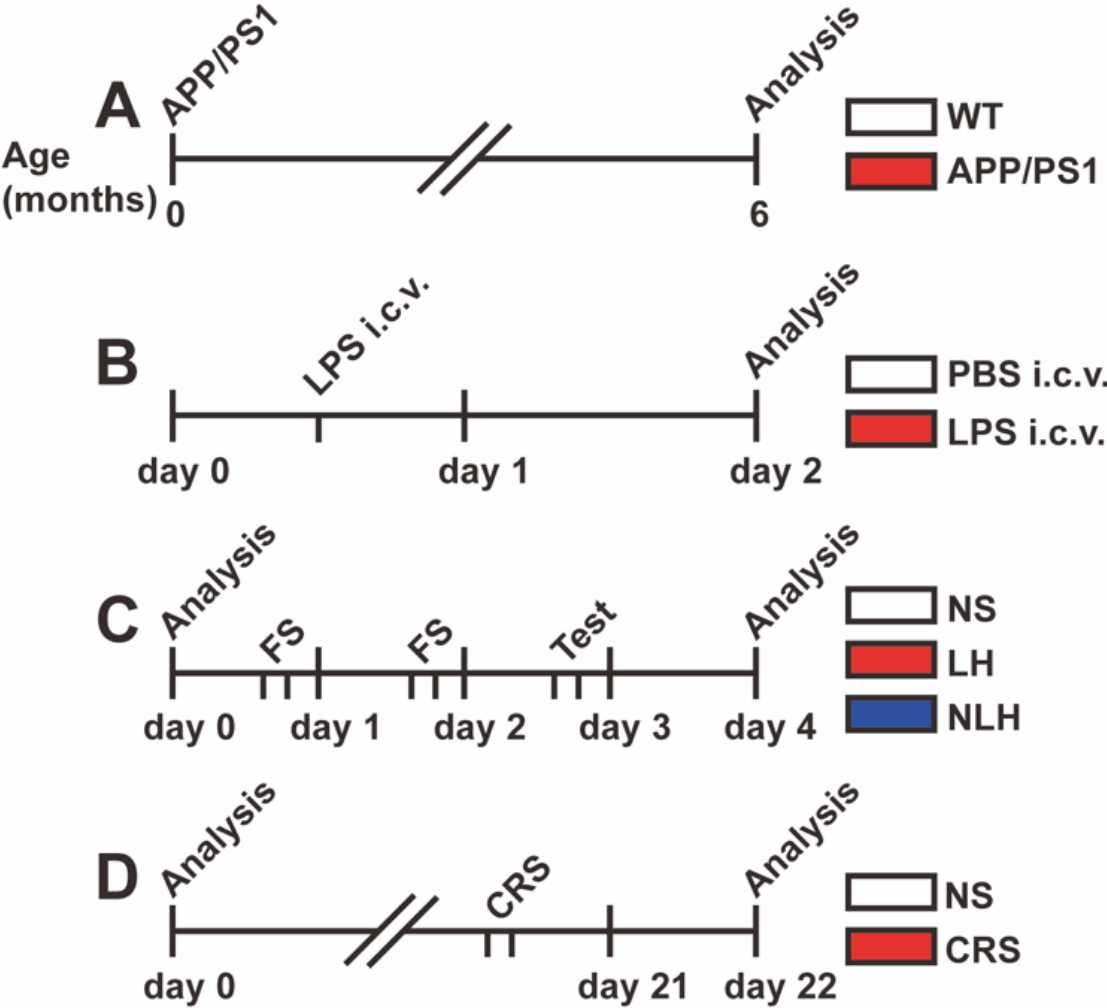 A
APP/PS1
Analysis
WT
APP/PS1
Age
(months)
0
6
B
LPS i.c.v.
Analysis
PBS i.c.v.
LPS i.c.v.
day 0
day 1
day 2
C
Analysis
FS
FS
Test
Analysis
NS
LH
NLH
day 0
day 1
day 2
day 3
day 4
D
Analysis
CRS
Analysis
NS
CRS
day 0
day 21
day 22